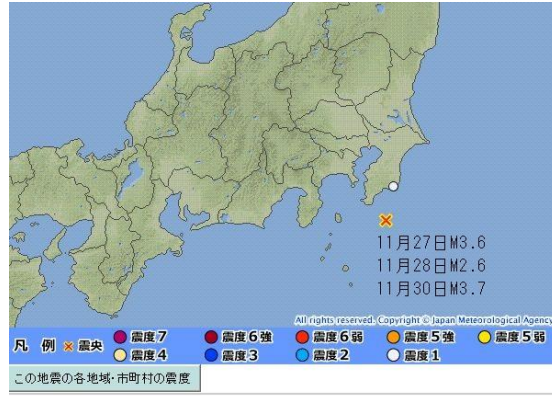 11月27日M3.6
11月28日M2.6
11月30日M3.7
All rights reserved. Copyright © Japan Meteorological Agency
凡 例 × 震央 震度7 震度6強 震度6弱 震度5強 震度5弱
震度4 震度3 震度2 震度1
この地震の各地域・市町村の震度